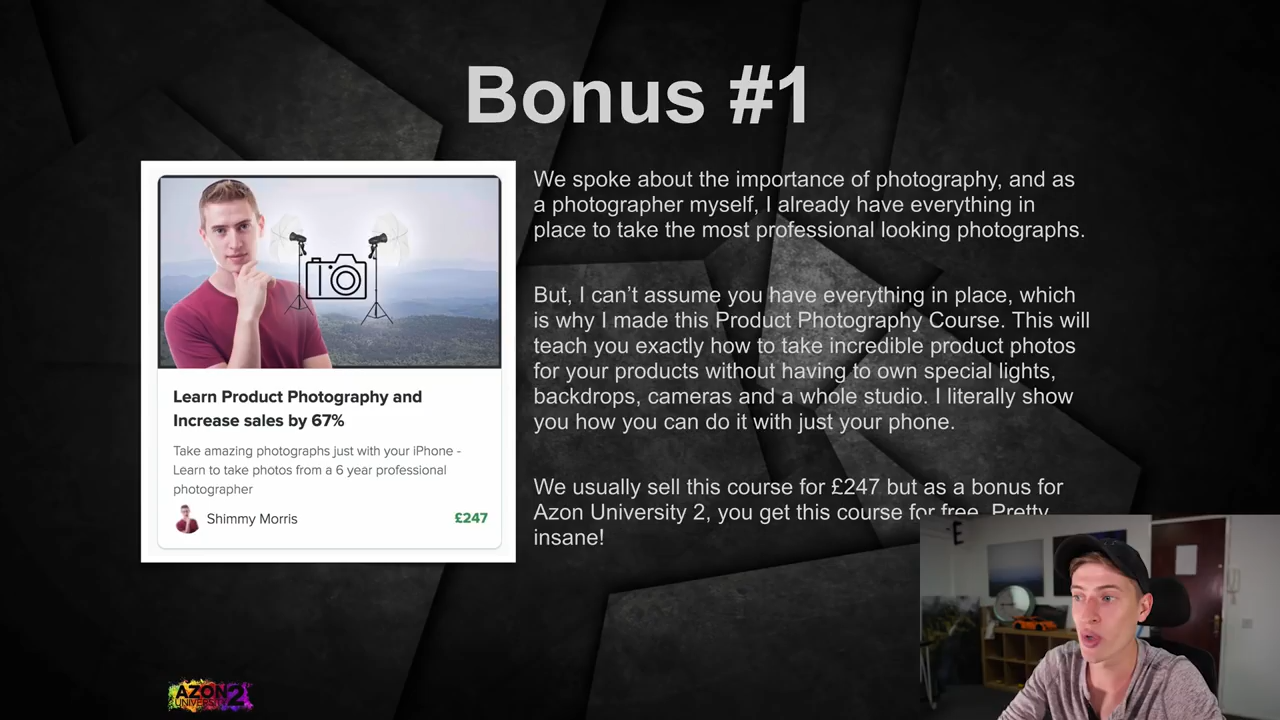 Bonus #1
We spoke about the importance of photography, and as
a photographer myself, I already have everything in
place to take the most professional looking photographs.
But, I can’t assume you have everything in place, which
is why I made this Product Photography Course. This will
teach you exactly how to take incredible product photos
for your products without having to own special lights,
backdrops, cameras and a whole studio. I literally show
you how you can do it with just your phone.
We usually sell this course for £247 but as a bonus for
Azon University 2, you get this course for free. Pretty
insane!
Learn Product Photography and
Increase sales by 67%
Take amazing photographs just with your iPhone -
Learn to take photos from a 6 year professional
photographer
Shimmy Morris
£247
AZON
UNIVERSITY 2